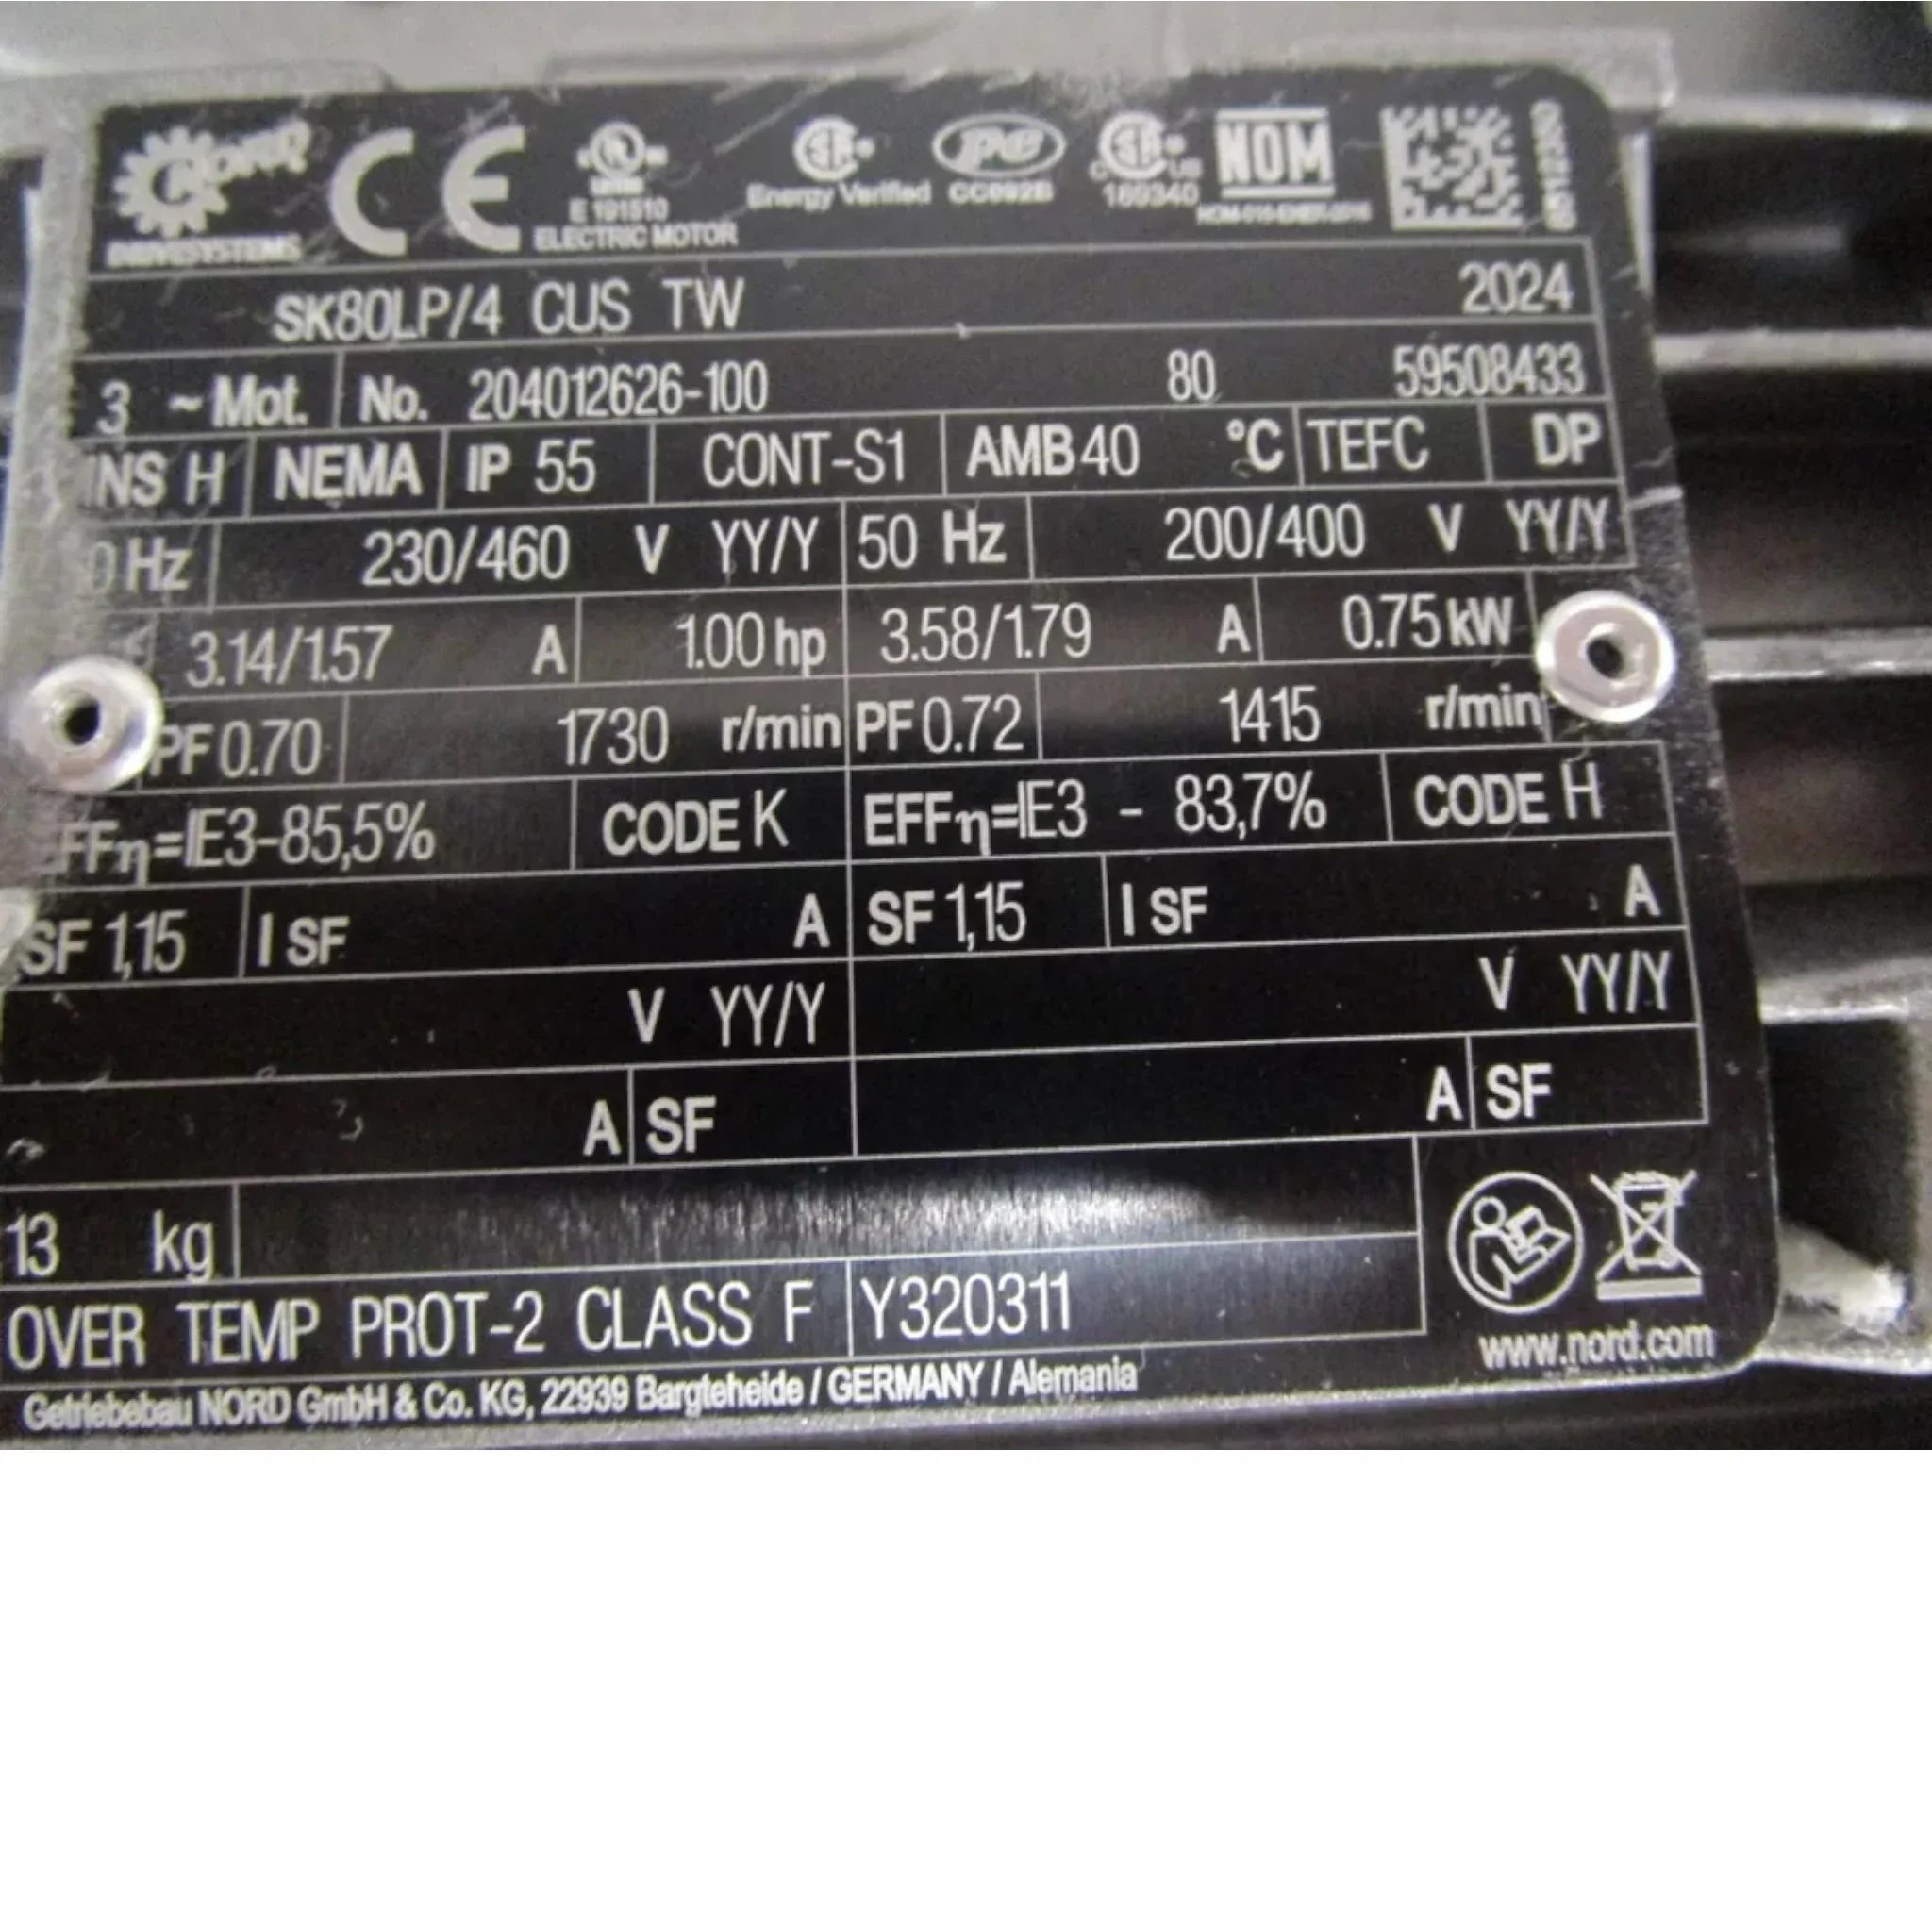 NORD
DRIVESYSTEMS
CE
E 191510
ELECTRIC MOTOR
Energy Verified
CC092B
169340
NOM
SK80LP/4 CUS TW 2024
3 ~ Mot. No. 204012626-100 80 59508433
INS H NEMA IP 55 CONT-S1 AMB 40 °C TEFC DP
0 Hz 230/460 V YY/Y 50 Hz 200/400 V YY/Y
3.14/1.57 A 1.00 hp 3.58/1.79 A 0.75 kW
PF 0.70 1730 r/min PF 0.72 1415 r/min
EFFη=IE3-85,5% CODE K EFFη=IE3 - 83,7% CODE H
SF 1,15 I SF A SF 1,15 I SF A
V YY/Y V YY/Y
A SF A SF
13 kg
OVER TEMP PROT-2 CLASS F Y320311
www.nord.com
Getriebebau NORD GmbH & Co. KG, 22939 Bargteheide / GERMANY / Alemania